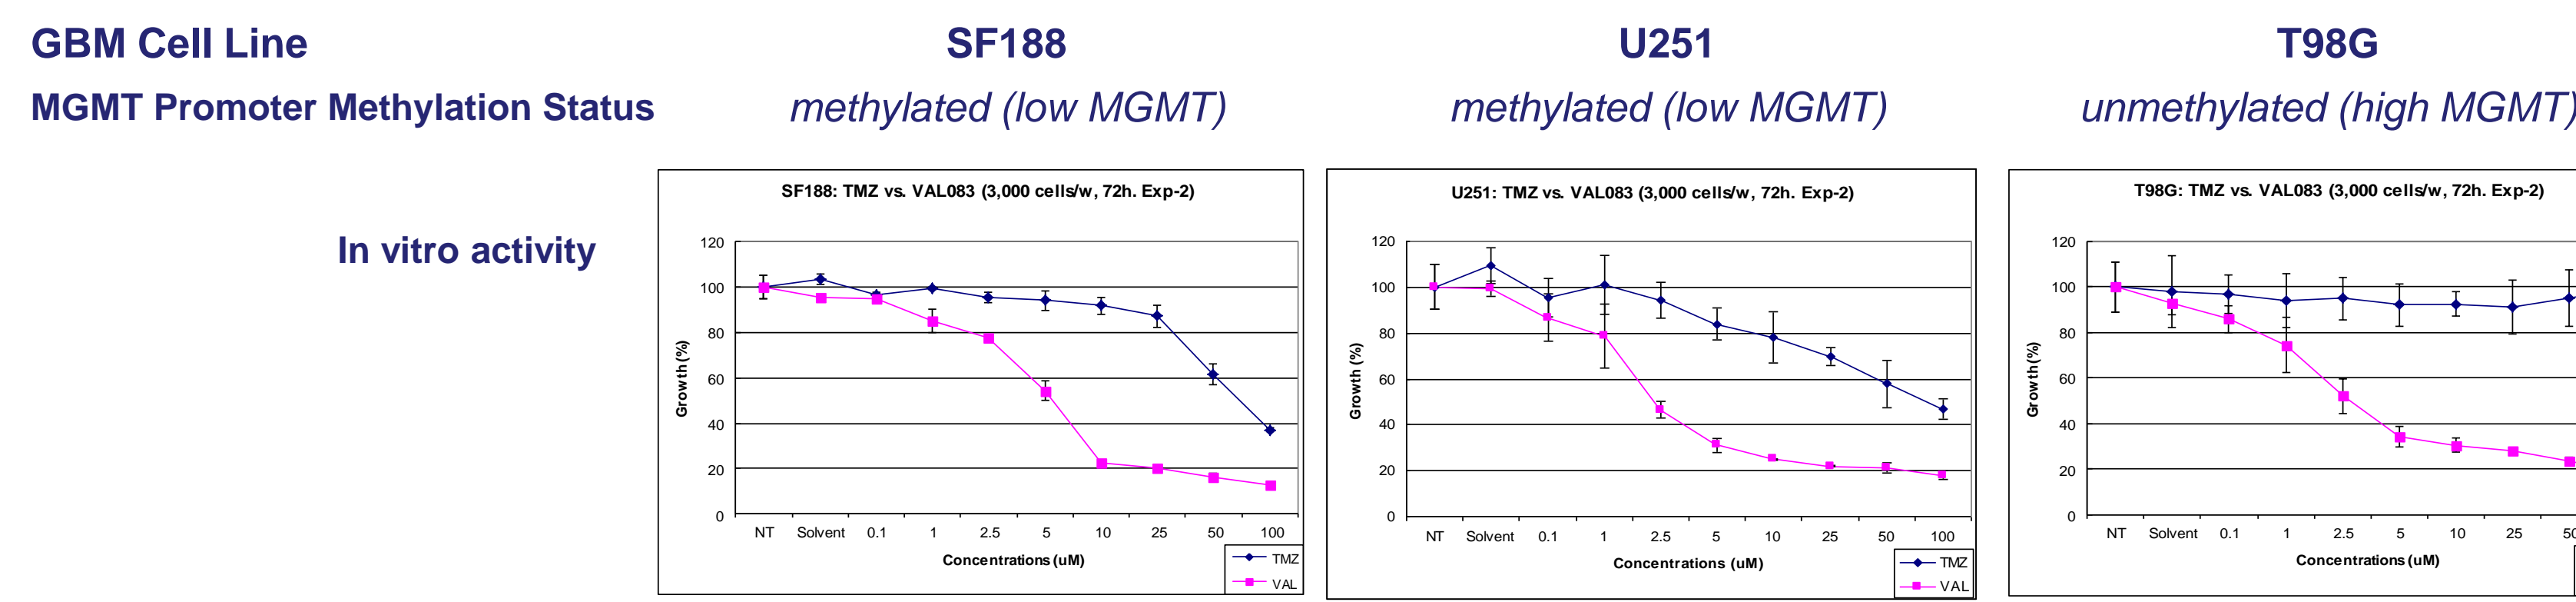 GBM Cell Line SF188 U251 T98G
MGMT Promoter Methylation Status methylated (low MGMT) methylated (low MGMT) unmethylated (high MGMT)
In vitro activity
SF188: TMZ vs. VAL083 (3,000 cells/w, 72h. Exp-2)
120
100
80
60
40
20
0
Growth (%)
NT Solvent 0.1 1 2.5 5 10 25 50 100
Concentrations (uM)
TMZ
VAL
U251: TMZ vs. VAL083 (3,000 cells/w, 72h. Exp-2)
120
100
80
60
40
20
0
Growth (%)
NT Solvent 0.1 1 2.5 5 10 25 50 100
Concentrations (uM)
TMZ
VAL
T98G: TMZ vs. VAL083 (3,000 cells/w, 72h. Exp-2)
120
100
80
60
40
20
0
Growth (%)
NT Solvent 0.1 1 2.5 5 10 25 50
Concentrations (uM)